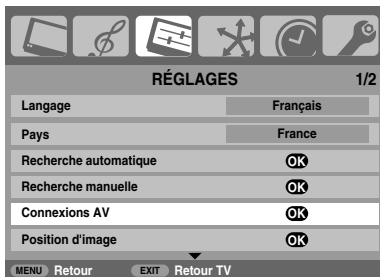 RÉGLAGES 1/2
Langage Français
Pays France
Recherche automatique OK
Recherche manuelle OK
Connexions AV OK
Position d'image OK
MENU Retour EXIT Retour TV